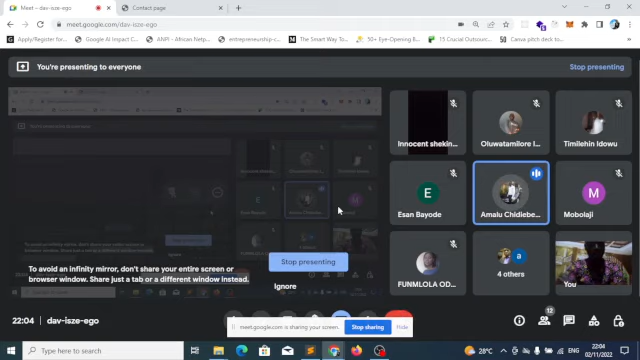 Meet – dav-isze-ego
Contact page
meet.google.com/dav-isze-ego
Apply/Register for...
Google AI Impact C...
ANPI - African Netw...
entrepreneurship-c...
The Smart Way To...
50+ Eye-Opening B...
15 Crucial Outsourc...
Canva pitch deck to...
You're presenting to everyone
Stop presenting
Innocent shekin...
Oluwatamilore I...
Timilehin Idowu
E
Esan Bayode
Amalu Chidiebe...
M
Mobolaji
To avoid an infinity mirror, don't share your entire screen or
browser window. Share just a tab or a different window instead.
Stop presenting
Ignore
FUNMLOLA OD...
a
4 others
You
22:04 dav-isze-ego
meet.google.com is sharing your screen.
Stop sharing
Hide
12
Type here to search
28°C
ENG
22:04
02/11/2022